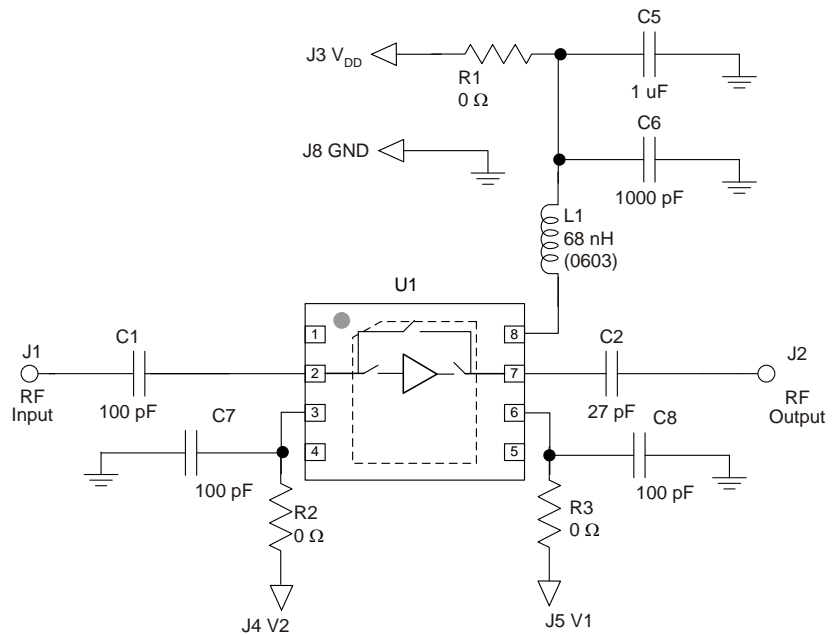 C5
J3 VDD
R1
0 Ω
1 uF
C6
J8 GND
1000 pF
L1
68 nH
(0603)
U1
1
8
J1
C1
C2
J2
2
7
RF
Input
100 pF
C7
3
6
27 pF
C8
RF
Output
4
5
100 pF
100 pF
R2
0 Ω
R3
0 Ω
J4 V2
J5 V1